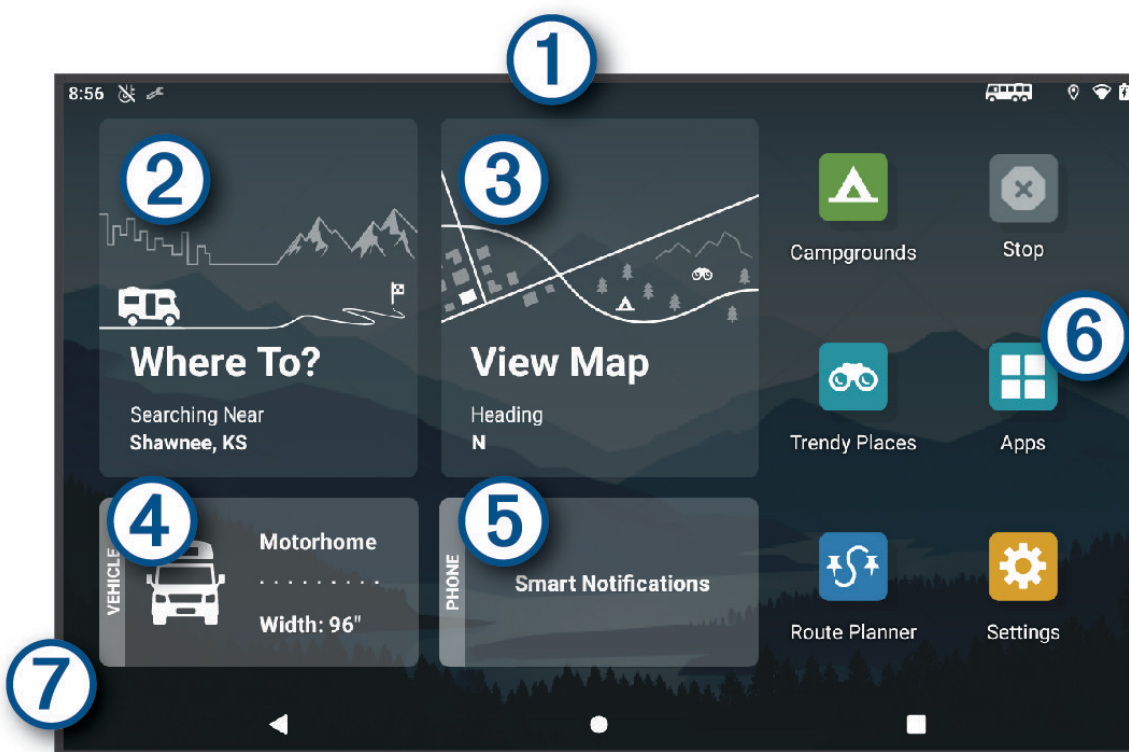 1
8:56
2
3
Campgrounds
Stop
Where To?
Searching Near
Shawnee, KS
View Map
Heading
N
6
Trendy Places
Apps
4
VEHICLE
Motorhome
. . . . . . . . .
Width: 96"
5
PHONE
Smart Notifications
Route Planner
Settings
7